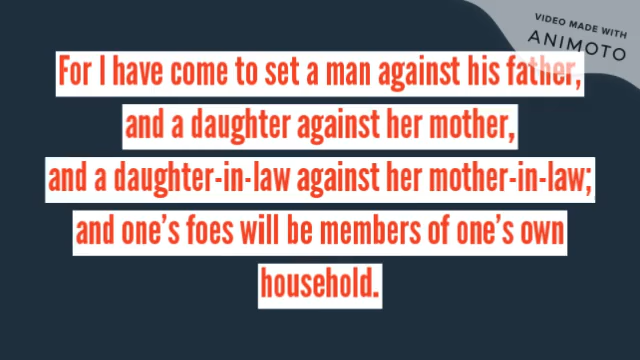 VIDEO MADE WITH
ANIMOTO
For I have come to set a man against his father,
and a daughter against her mother,
and a daughter-in-law against her mother-in-law;
and one’s foes will be members of one’s own
household.